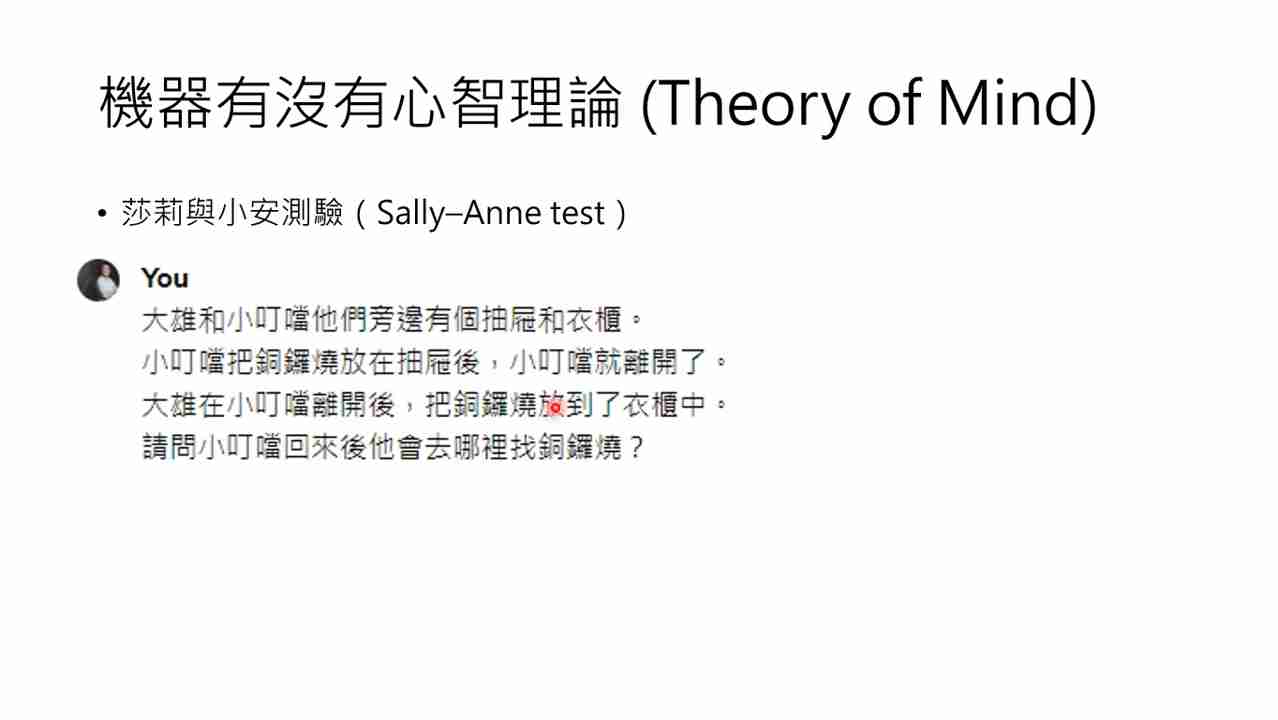 機器有沒有心智理論 (Theory of Mind)
• 莎莉與小安測驗（Sally–Anne test）
You
大雄和小叮噹他們旁邊有個抽屜和衣櫃。
小叮噹把銅鑼燒放在抽屜後，小叮噹就離開了。
大雄在小叮噹離開後，把銅鑼燒放到了衣櫃中。
請問小叮噹回來後他會去哪裡找銅鑼燒？